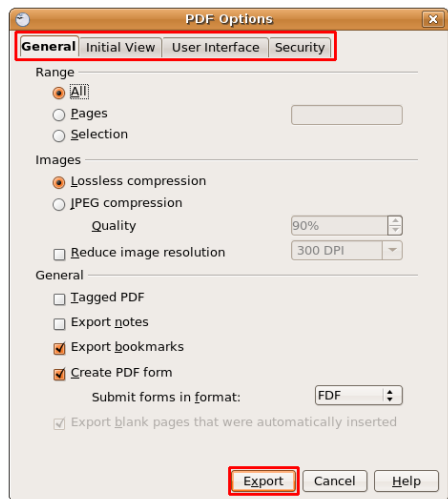 PDF Options
General Initial View User Interface Security
Range
All
Pages
Selection
Images
Lossless compression
JPEG compression
Quality 90%
Reduce image resolution 300 DPI
General
Tagged PDF
Export notes
Export bookmarks
Create PDF form
Submit forms in format: FDF
Export blank pages that were automatically inserted
Export Cancel Help